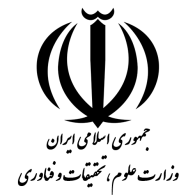 جمهوری اسلامی ایران
وزارت علوم، تحقیقات و فناوری